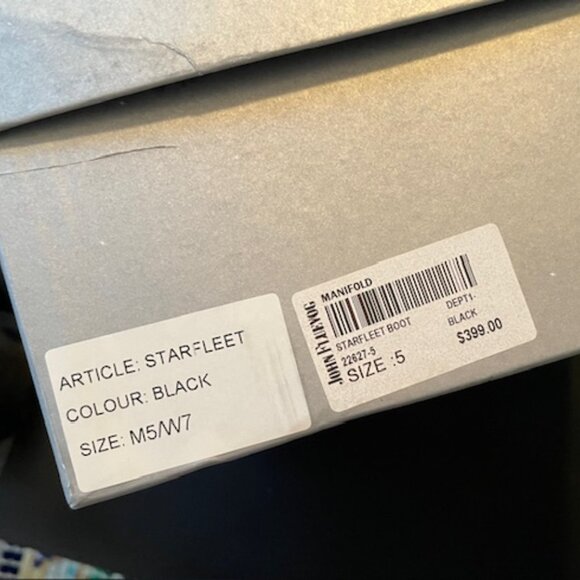 ARTICLE: STARFLEET
COLOUR: BLACK
SIZE: M5/W7
JOHN FLUEVOG
MANIFOLD
STARFLEET BOOT
22627-5
SIZE :5
DEPT1-
BLACK
$399.00